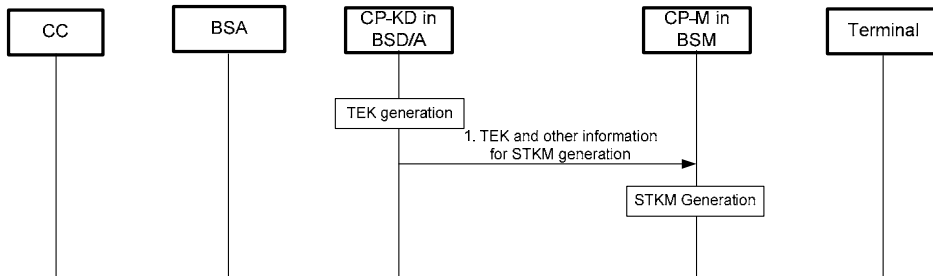 CC
BSA
CP-KD in
BSD/A
CP-M in
BSM
Terminal
TEK generation
1. TEK and other information
for STKM generation
STKM Generation